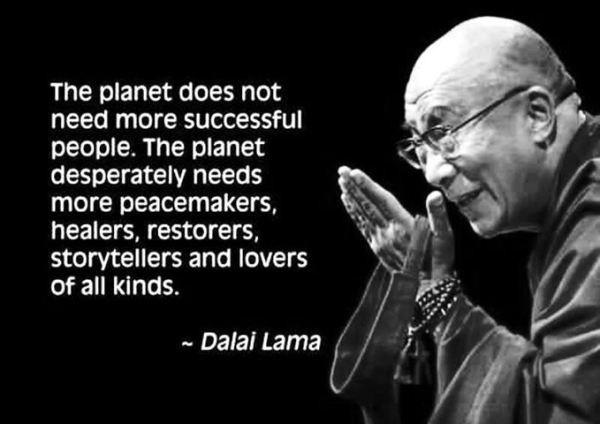 The planet does not
need more successful
people. The planet
desperately needs
more peacemakers,
healers, restorers,
storytellers and lovers
of all kinds.
~ Dalai Lama